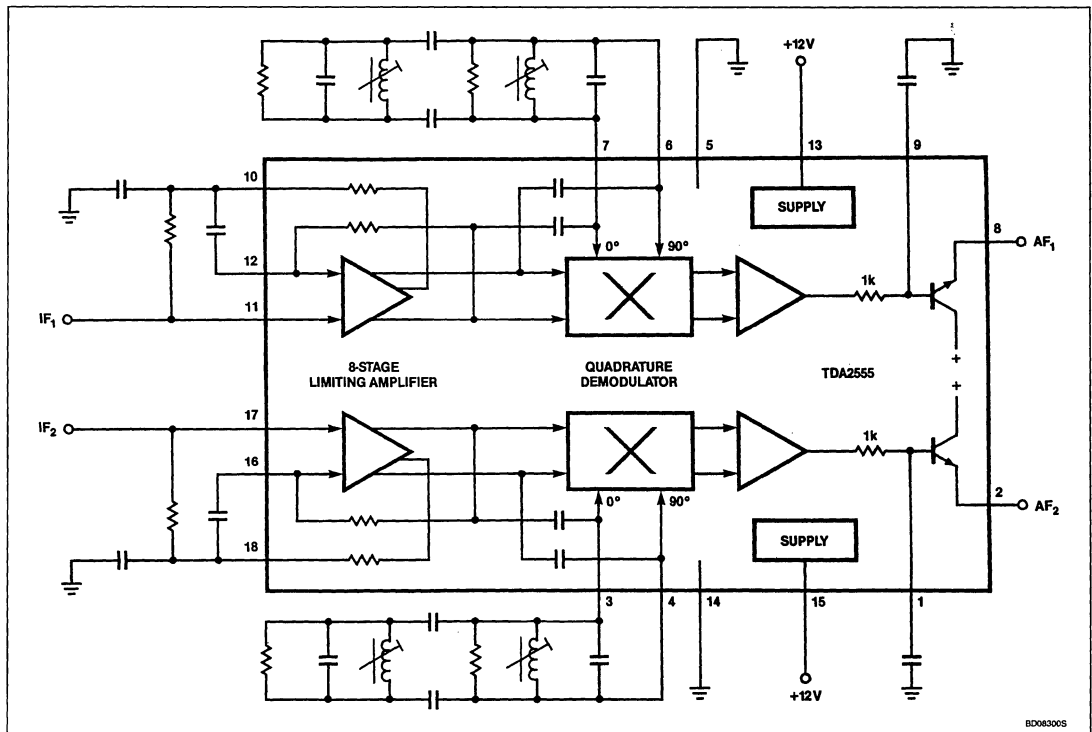 +12V
7
6
5
13
9
10
SUPPLY
8
AF₁
0°
90°
12
1k
IF₁
11
+
8-STAGE
LIMITING AMPLIFIER
QUADRATURE
DEMODULATOR
TDA2555
+
IF₂
17
1k
16
0°
90°
2
AF₂
SUPPLY
18
3
4
14
15
1
+12V
BD08300S